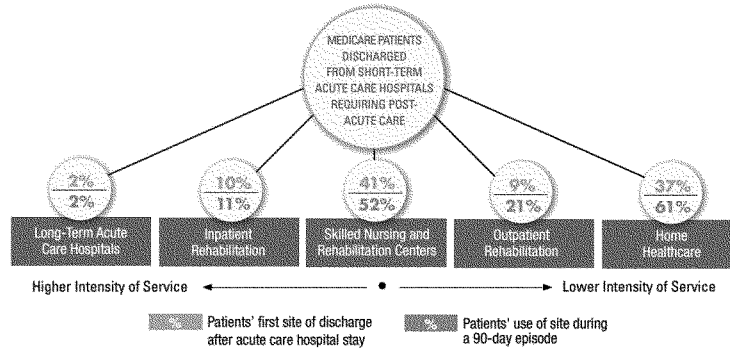 MEDICARE PATIENTS
DISCHARGED
FROM SHORT-TERM
ACUTE CARE HOSPITALS
REQUIRING POST-
ACUTE CARE
2%
2%
10%
11%
41%
52%
9%
21%
37%
61%
Long-Term Acute
Care Hospitals
Inpatient
Rehabilitation
Skilled Nursing and
Rehabilitation Centers
Outpatient
Rehabilitation
Home
Healthcare
Higher Intensity of Service
Lower Intensity of Service
% Patients' first site of discharge
after acute care hospital stay
% Patients' use of site during
a 90-day episode